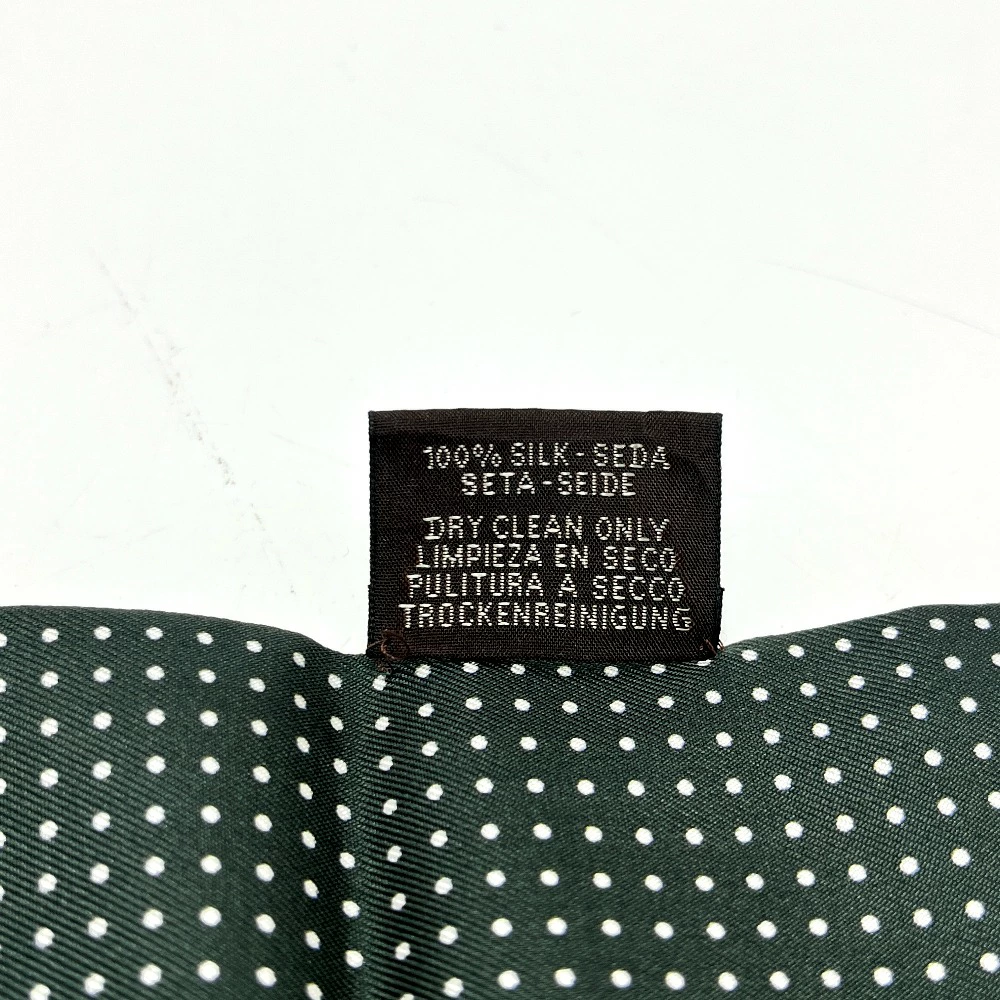 100% SILK - SEDA
SETA - SEIDE
DRY CLEAN ONLY
LIMPIEZA EN SECO
PULITURA A SECCO
TROCKENREINIGUNG